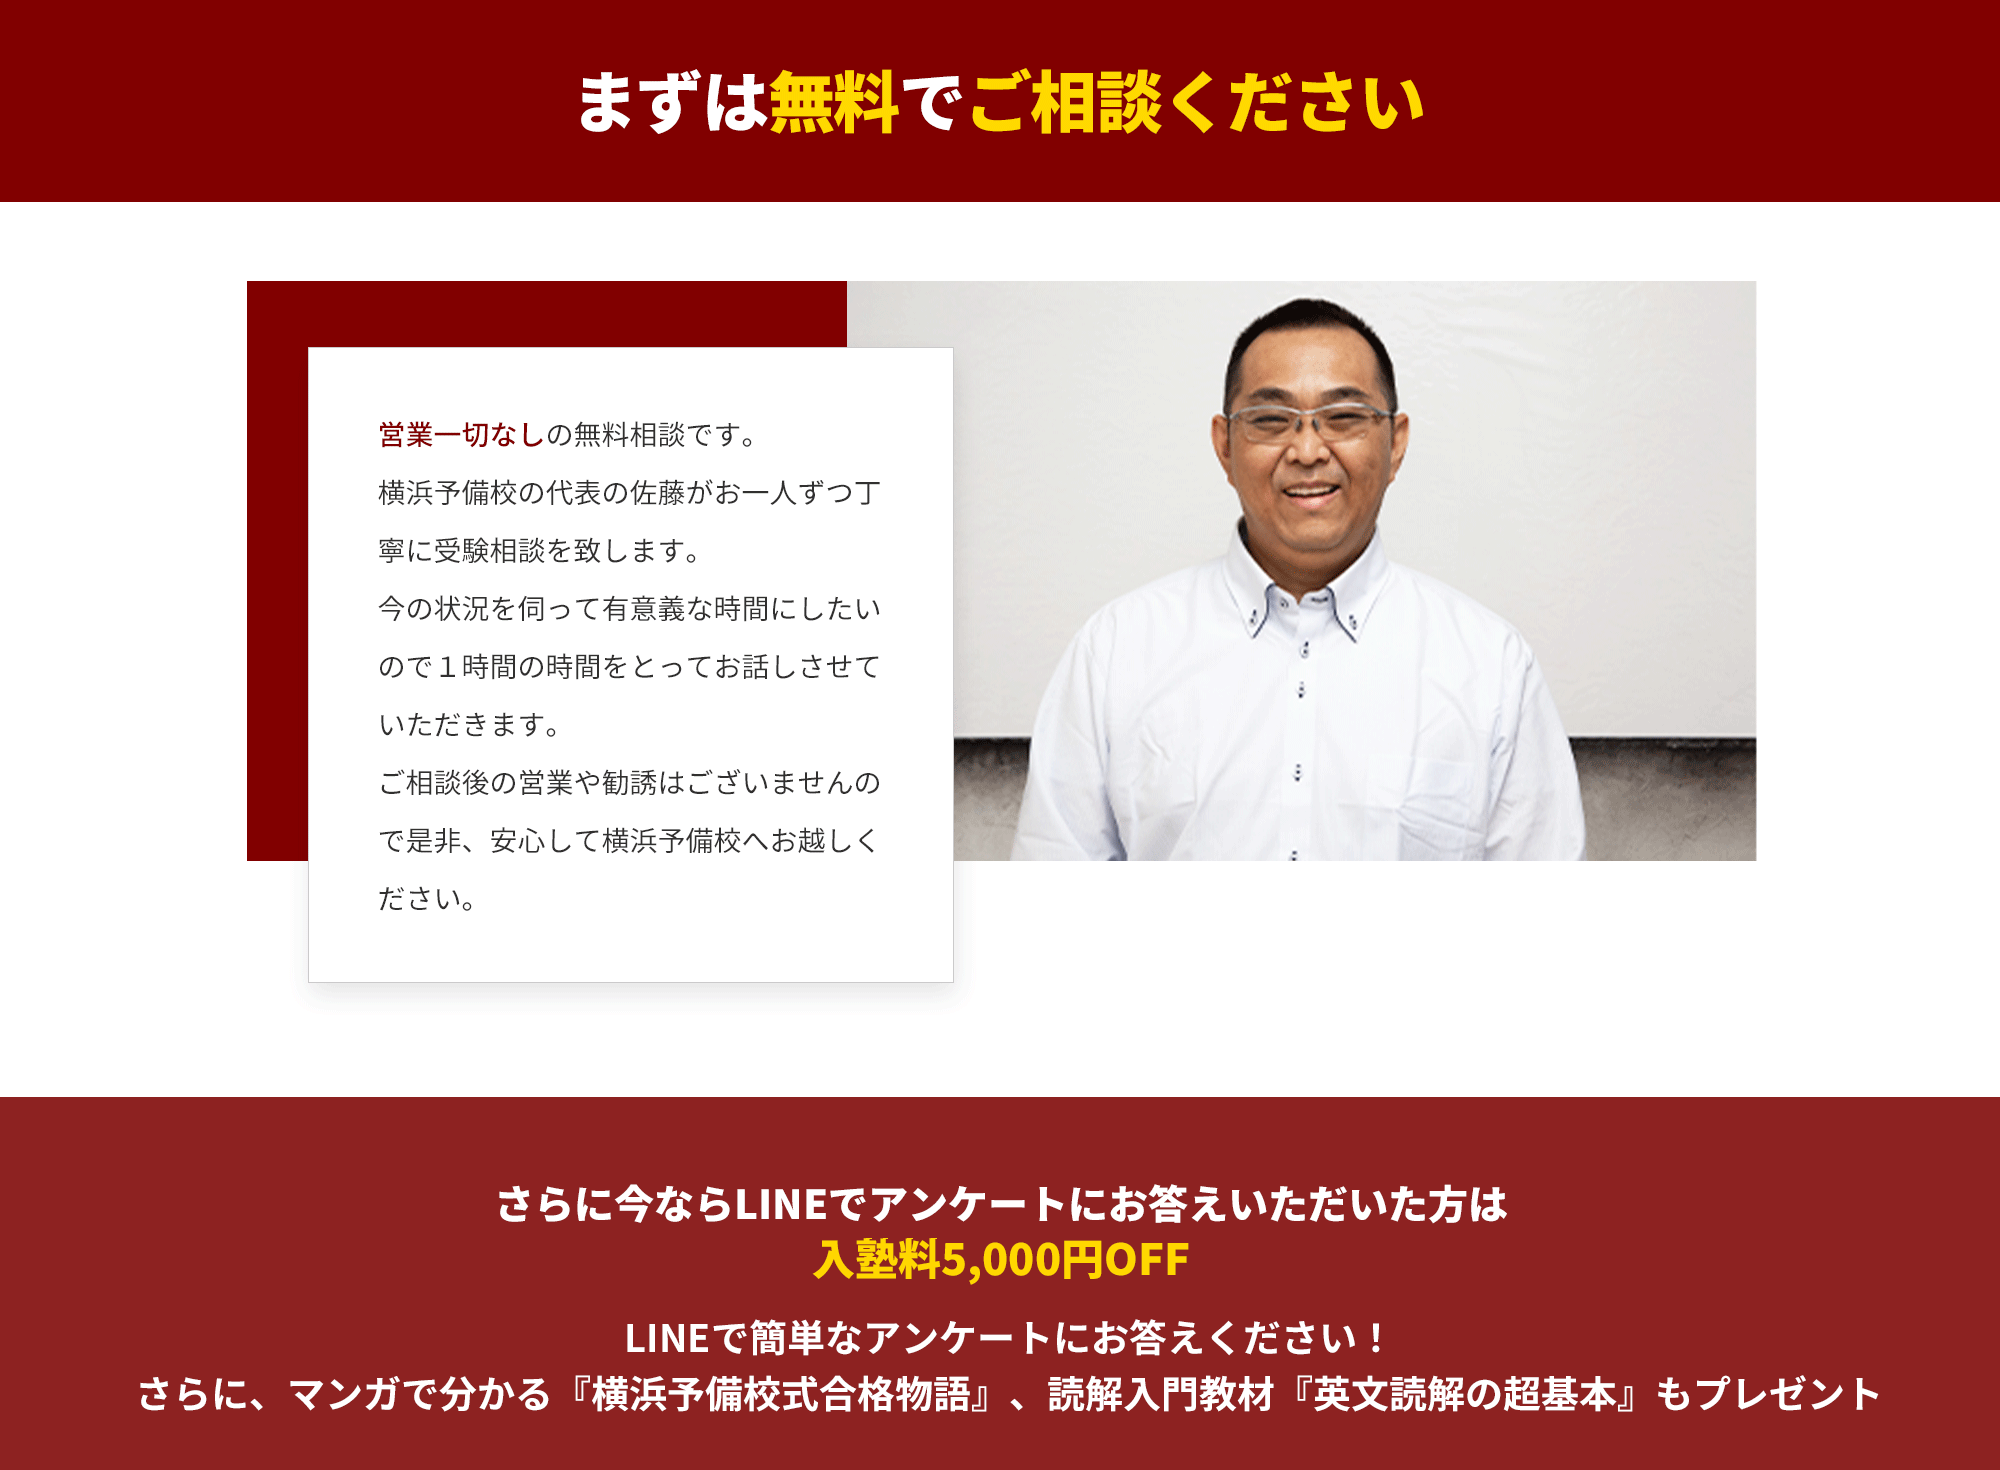 まずは無料でご相談ください
営業一切なしの無料相談です。
横浜予備校の代表の佐藤がお一人ずつ丁
寧に受験相談を致します。
今の状況を伺って有意義な時間にしたい
ので１時間の時間をとってお話しさせて
いただきます。
ご相談後の営業や勧誘はございませんの
で是非、安心して横浜予備校へお越しく
ださい。
さらに今ならLINEでアンケートにお答えいただいた方は
入塾料5,000円OFF
LINEで簡単なアンケートにお答えください！
さらに、マンガで分かる『横浜予備校式合格物語』、読解入門教材『英文読解の超基本』もプレゼント